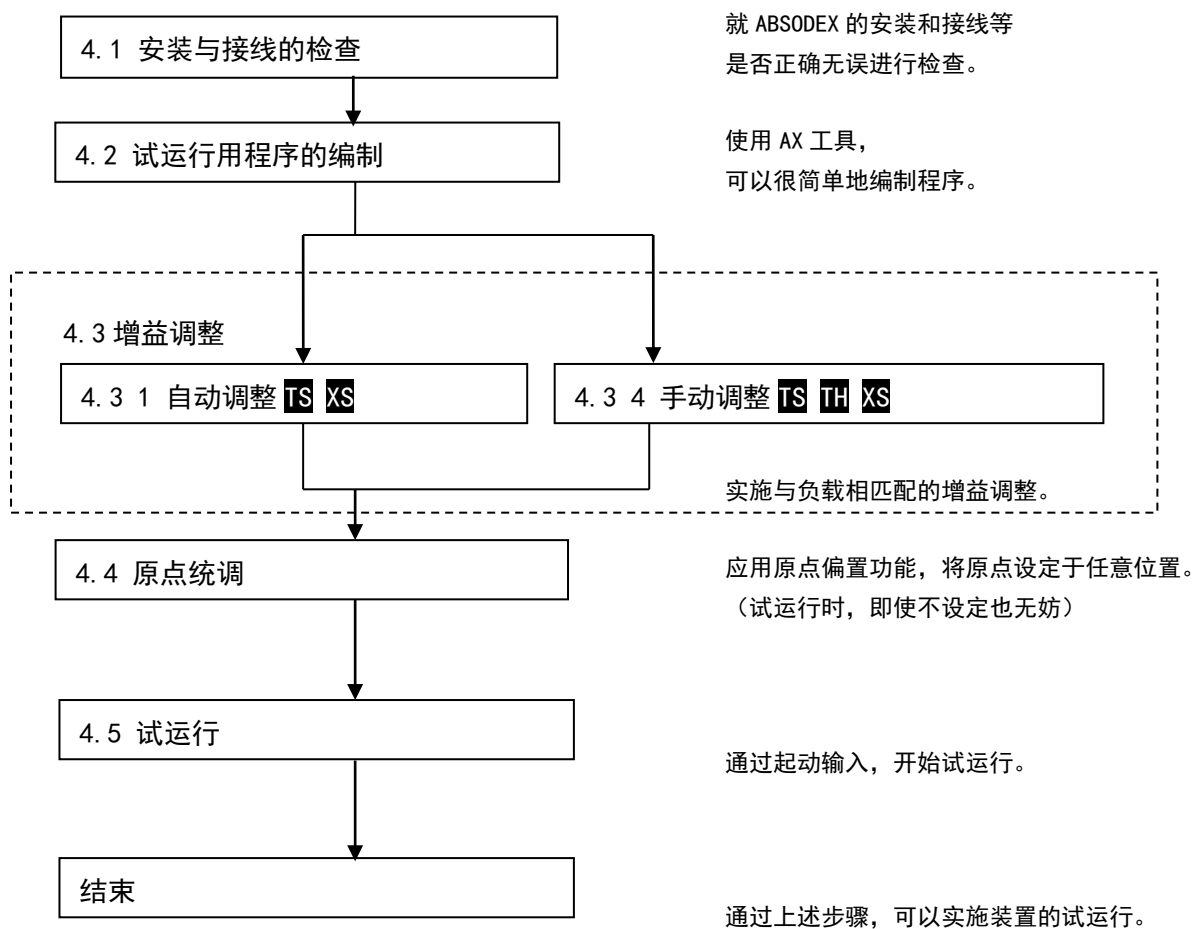 4.1 安装与接线的检查
就 ABSODEX 的安装和接线等
是否正确无误进行检查。
4.2 试运行用程序的编制
使用 AX 工具，
可以很简单地编制程序。
4.3 增益调整
4.3 1 自动调整 TS XS
4.3 4 手动调整 TS TH XS
实施与负载相匹配的增益调整。
4.4 原点统调
应用原点偏置功能，将原点设定于任意位置。
（试运行时，即使不设定也无妨）
4.5 试运行
通过起动输入，开始试运行。
结束
通过上述步骤，可以实施装置的试运行。